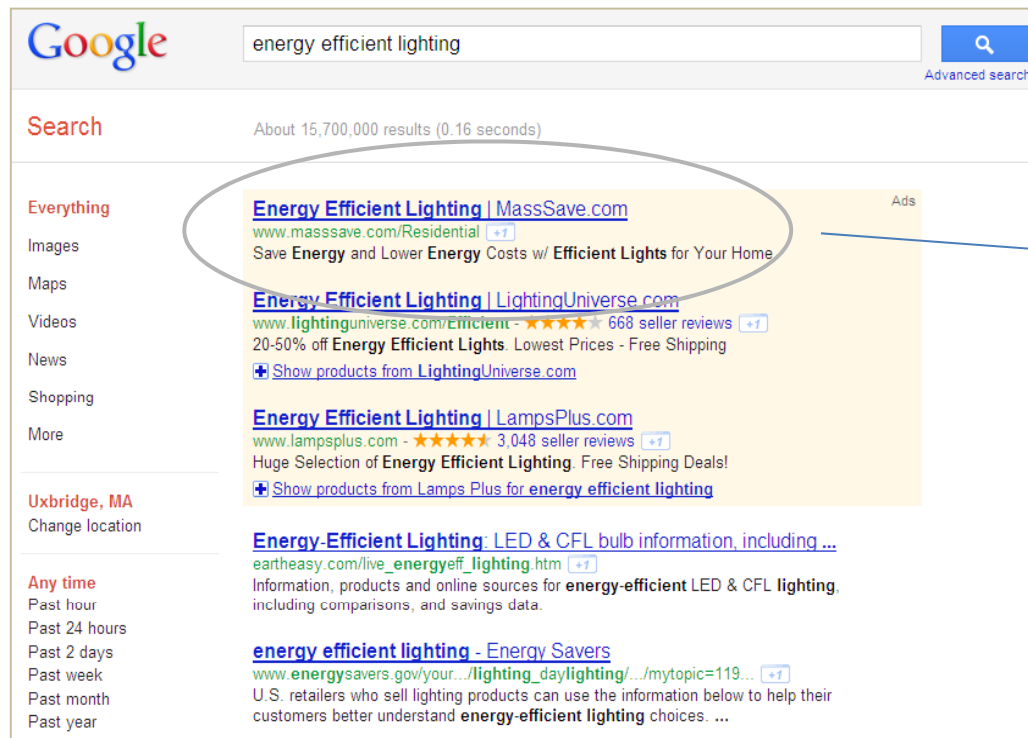 Google
energy efficient lighting
Advanced search
Search
About 15,700,000 results (0.16 seconds)
Everything
Images
Maps
Videos
News
Shopping
More
Uxbridge, MA
Change location
Any time
Past hour
Past 24 hours
Past 2 days
Past week
Past month
Past year
Ads
Energy Efficient Lighting | MassSave.com
www.masssave.com/Residential +1
Save Energy and Lower Energy Costs w/ Efficient Lights for Your Home
Energy Efficient Lighting | LightingUniverse.com
www.lightinguniverse.com/Efficient - ★★★★★ 668 seller reviews +1
20-50% off Energy Efficient Lights. Lowest Prices - Free Shipping
Show products from LightingUniverse.com
Energy Efficient Lighting | LampsPlus.com
www.lampsplus.com - ★★★★★ 3,048 seller reviews +1
Huge Selection of Energy Efficient Lighting. Free Shipping Deals!
Show products from Lamps Plus for energy efficient lighting
Energy-Efficient Lighting: LED & CFL bulb information, including ...
eartheasy.com/live_energyeff_lighting.htm +1
Information, products and online sources for energy-efficient LED & CFL lighting,
including comparisons, and savings data.
energy efficient lighting - Energy Savers
www.energysavers.gov/your.../lighting_daylighting/.../mytopic=119... +1
U.S. retailers who sell lighting products can use the information below to help their
customers better understand energy-efficient lighting choices. ...